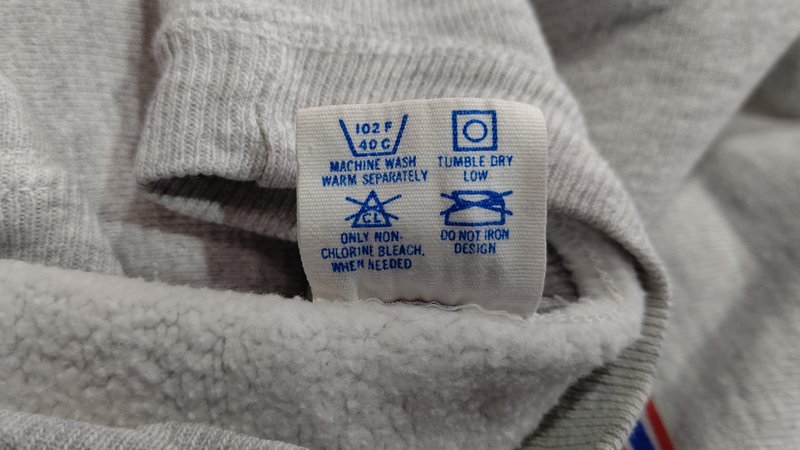 102 F
40 C
MACHINE WASH
WARM SEPARATELY
TUMBLE DRY
LOW
CL
ONLY NON-
CHLORINE BLEACH,
WHEN NEEDED
DO NOT IRON
DESIGN